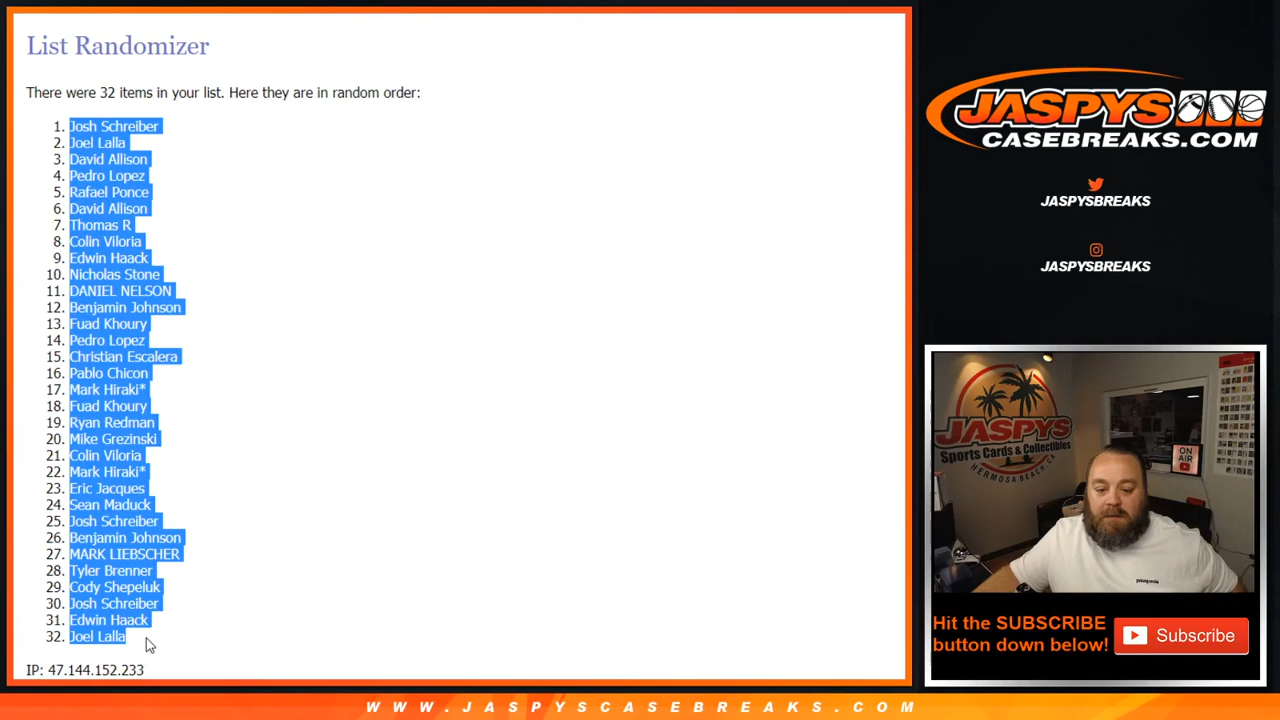 List Randomizer
There were 32 items in your list. Here they are in random order:
1. Josh Schreiber
2. Joel Lalla
3. David Allison
4. Pedro Lopez
5. Rafael Ponce
6. David Allison
7. Thomas R
8. Colin Viloria
9. Edwin Haack
10. Nicholas Stone
11. DANIEL NELSON
12. Benjamin Johnson
13. Fuad Khoury
14. Pedro Lopez
15. Christian Escalera
16. Pablo Chicon
17. Mark Hiraki*
18. Fuad Khoury
19. Ryan Redman
20. Mike Grezinski
21. Colin Viloria
22. Mark Hiraki*
23. Eric Jacques
24. Sean Maduck
25. Josh Schreiber
26. Benjamin Johnson
27. MARK LIEBSCHER
28. Tyler Brenner
29. Cody Shepeluk
30. Josh Schreiber
31. Edwin Haack
32. Joel Lalla
IP: 47.144.152.233
JASPYS
CASEBREAKS.COM
JASPYSBREAKS
JASPYSBREAKS
JASPYS
Sports Cards & Collectibles
HERMOSA BEACH, CA
ON
AIR
patagonia
Hit the SUBSCRIBE
button down below!
Subscribe
WWW.JASPYSCASEBREAKS.COM